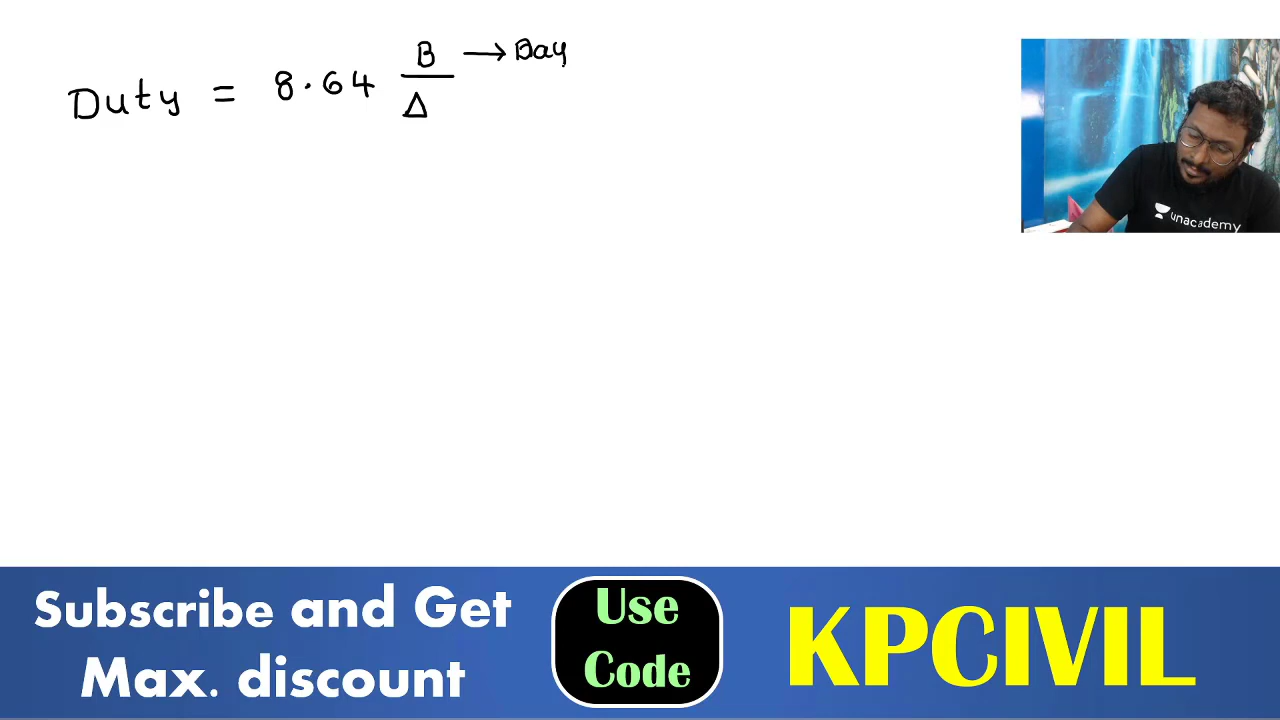 Duty = 8.64 B/Δ → Day
unacademy
Subscribe and Get
Max. discount
Use
Code
KPCIVIL